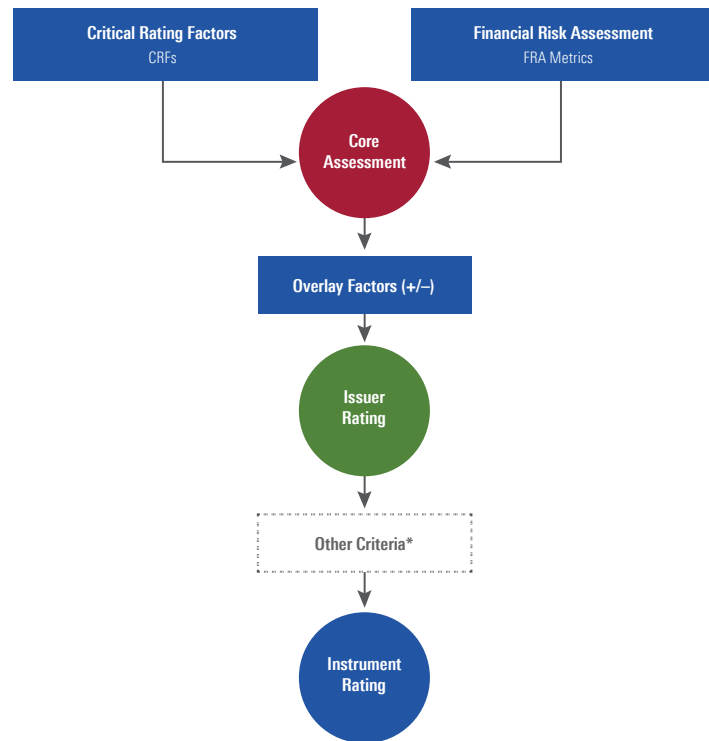 Critical Rating Factors
CRFs
Financial Risk Assessment
FRA Metrics
Core
Assessment
Overlay Factors (+/–)
Issuer
Rating
Other Criteria*
Instrument
Rating